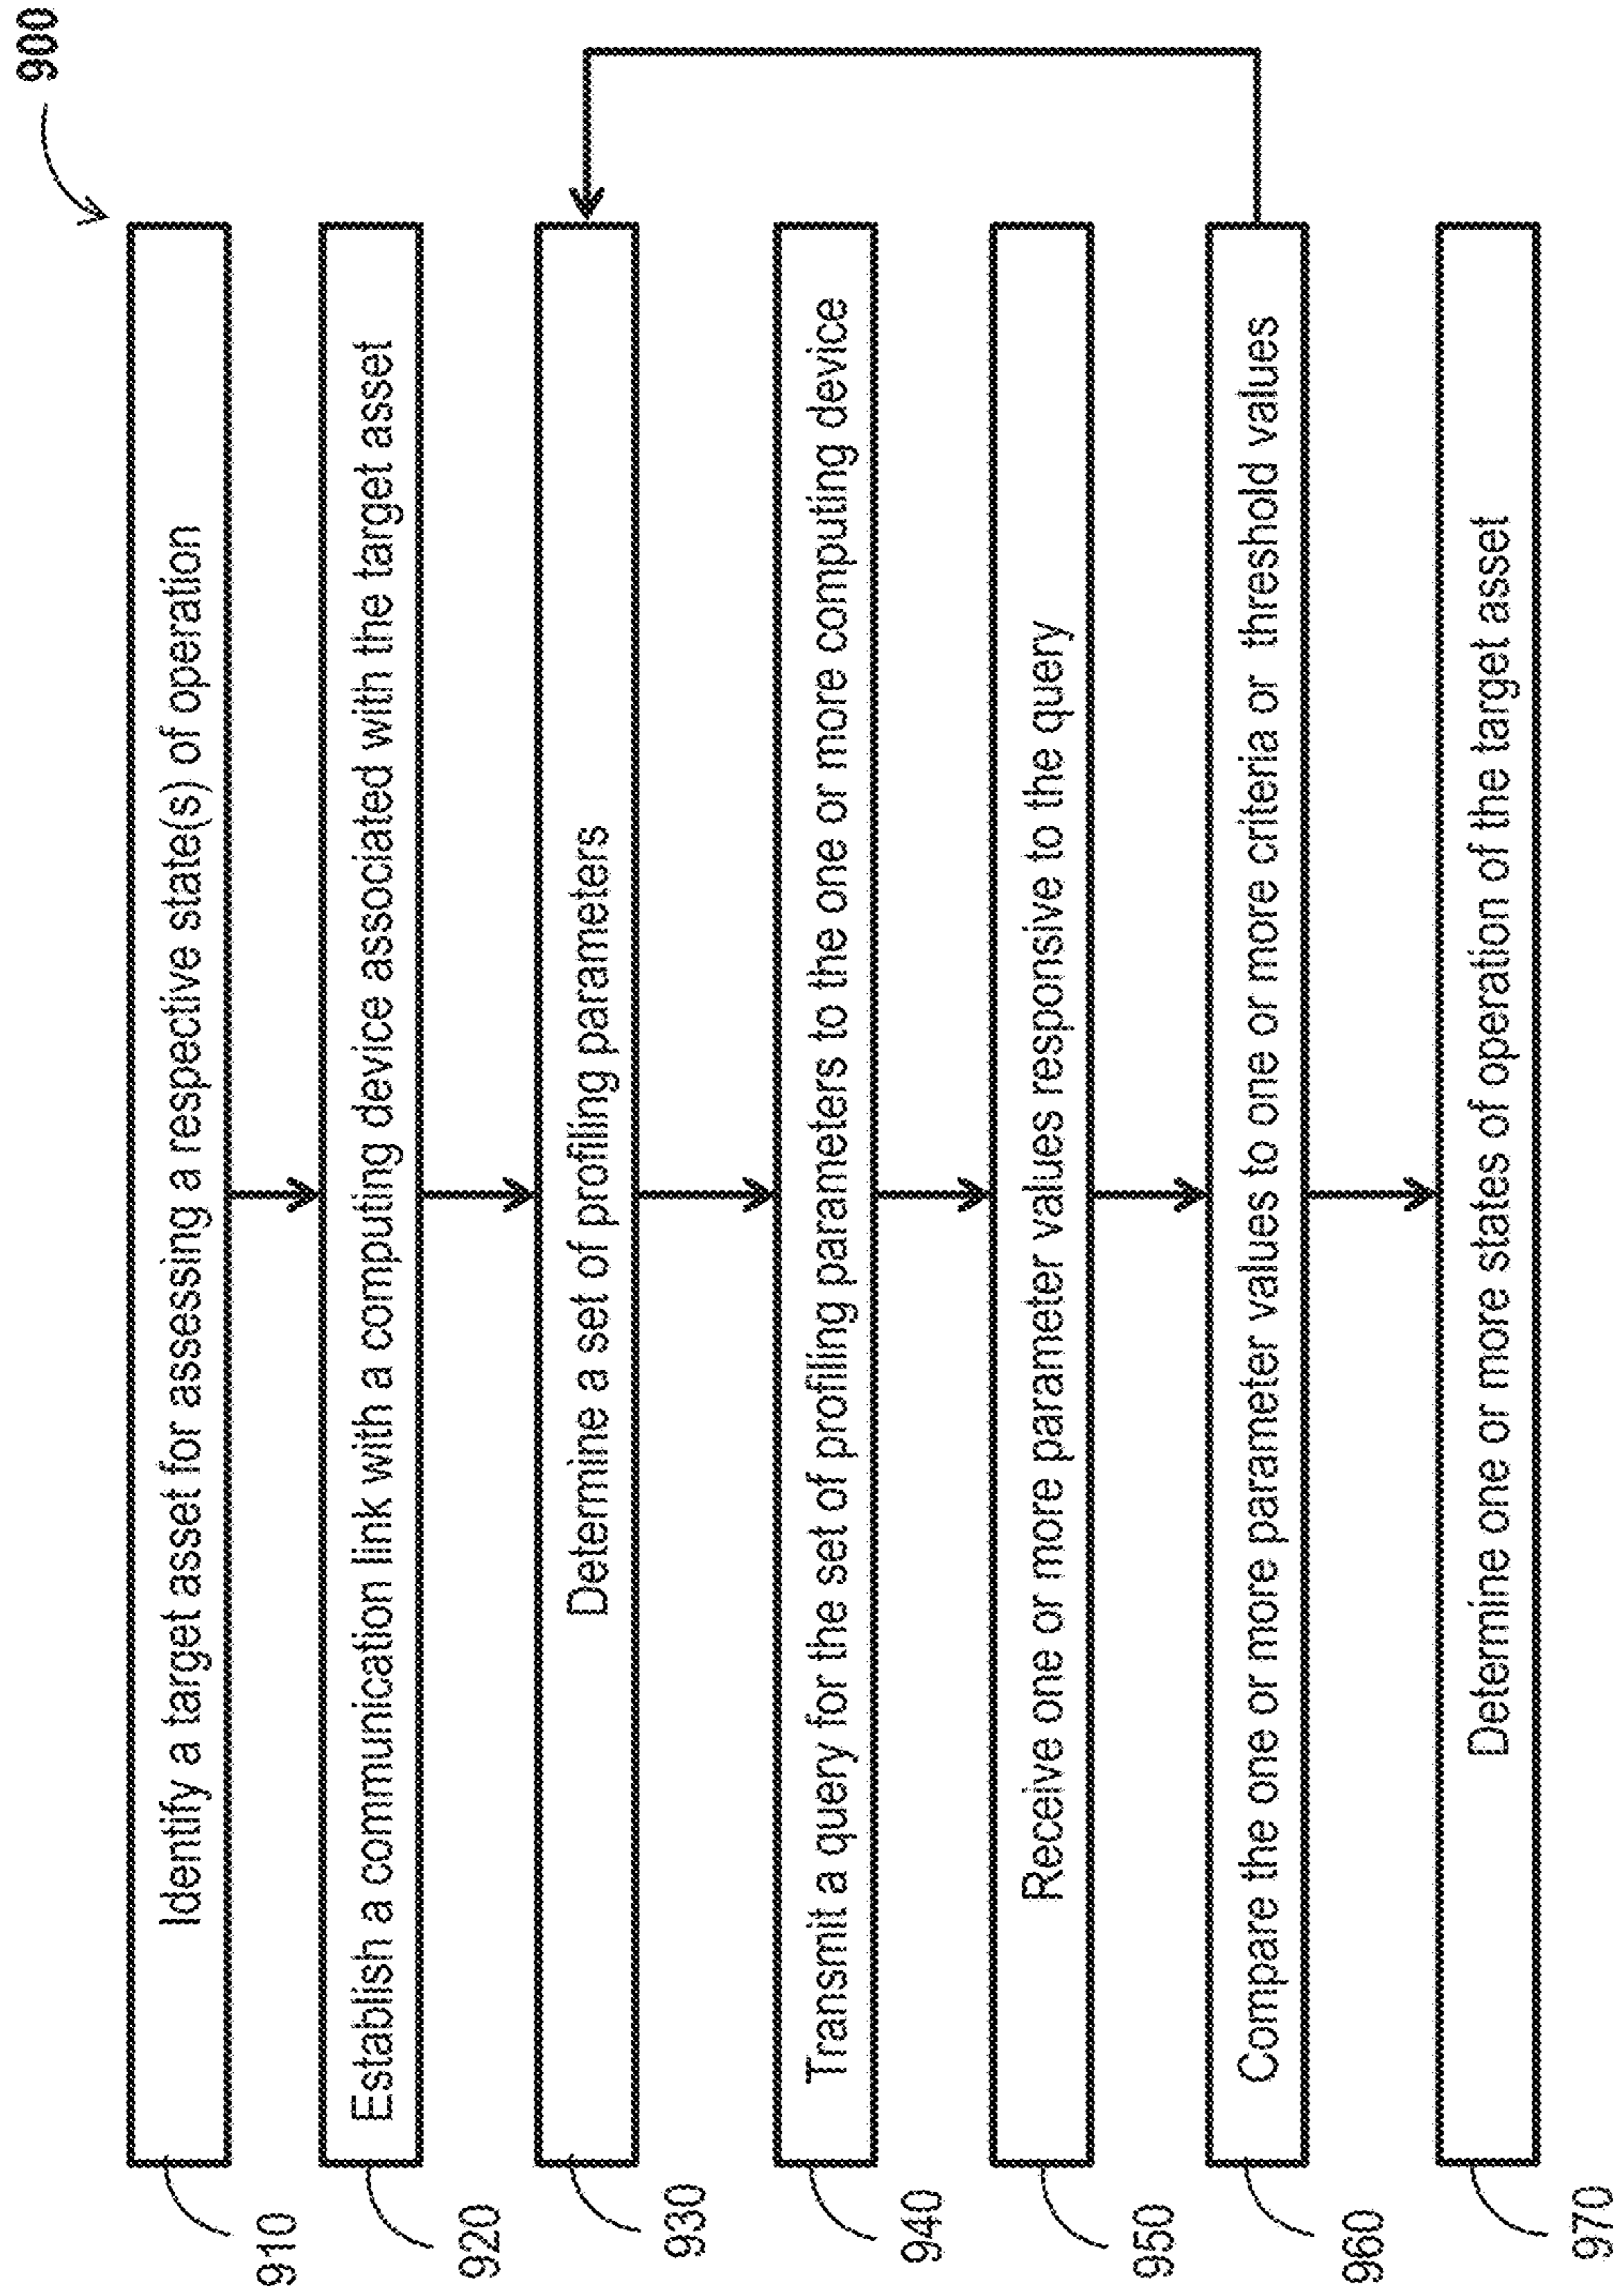 900
910
Identify a target asset for assessing a respective state(s) of operation
920
Establish a communication link with a computing device associated with the target asset
930
Determine a set of profiling parameters
940
Transmit a query for the set of profiling parameters to the one or more computing device
950
Receive one or more parameter values responsive to the query
960
Compare the one or more parameter values to one or more criteria or threshold values
970
Determine one or more states of operation of the target asset